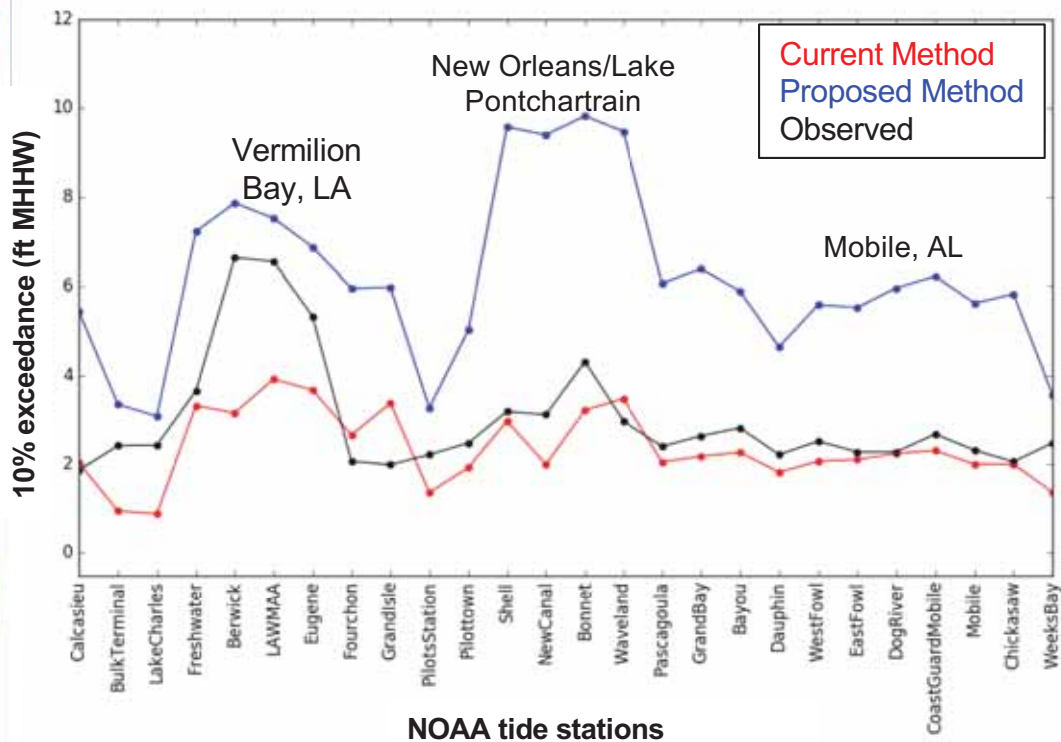 12
10
8
6
4
2
0
10% exceedance (ft MHHW)
Vermilion
Bay, LA
New Orleans/Lake
Pontchartrain
Mobile, AL
Current Method
Proposed Method
Observed
Calcasieu
BulkTerminal
LakeCharles
Freshwater
Berwick
LAWMAA
Eugene
Fourchon
GrandIsle
PilotsStation
Pilottown
Shell
NewCanal
Bonnet
Waveland
Pascagoula
GrandBay
Bayou
Dauphin
WestFowl
EastFowl
DogRiver
CoastGuardMobile
Mobile
Chickasaw
WeeksBay
NOAA tide stations